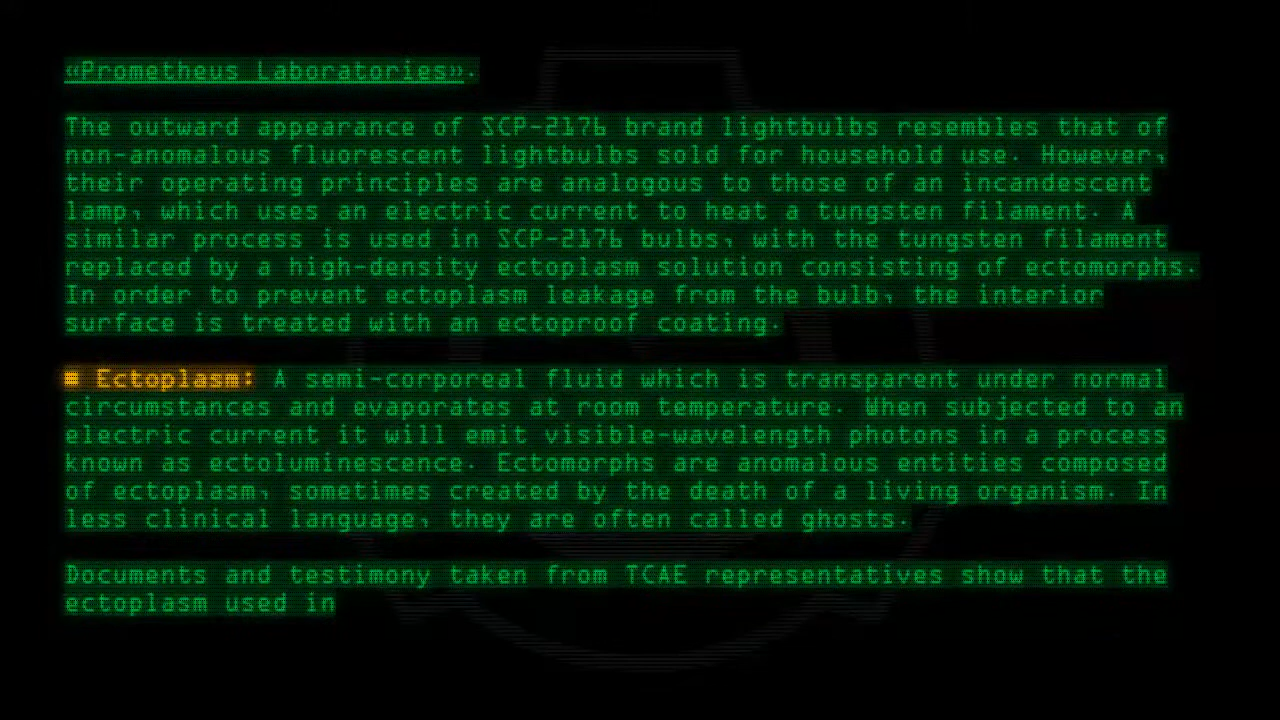 «Prometheus Laboratories».
The outward appearance of SCP-2176 brand lightbulbs resembles that of
non-anomalous fluorescent lightbulbs sold for household use. However,
their operating principles are analogous to those of an incandescent
lamp, which uses an electric current to heat a tungsten filament. A
similar process is used in SCP-2176 bulbs, with the tungsten filament
replaced by a high-density ectoplasm solution consisting of ectomorphs.
In order to prevent ectoplasm leakage from the bulb, the interior
surface is treated with an ectoproof coating.
■ Ectoplasm: A semi-corporeal fluid which is transparent under normal
circumstances and evaporates at room temperature. When subjected to an
electric current it will emit visible-wavelength photons in a process
known as ectoluminescence. Ectomorphs are anomalous entities composed
of ectoplasm, sometimes created by the death of a living organism. In
less clinical language, they are often called ghosts.
Documents and testimony taken from TCAE representatives show that the
ectoplasm used in